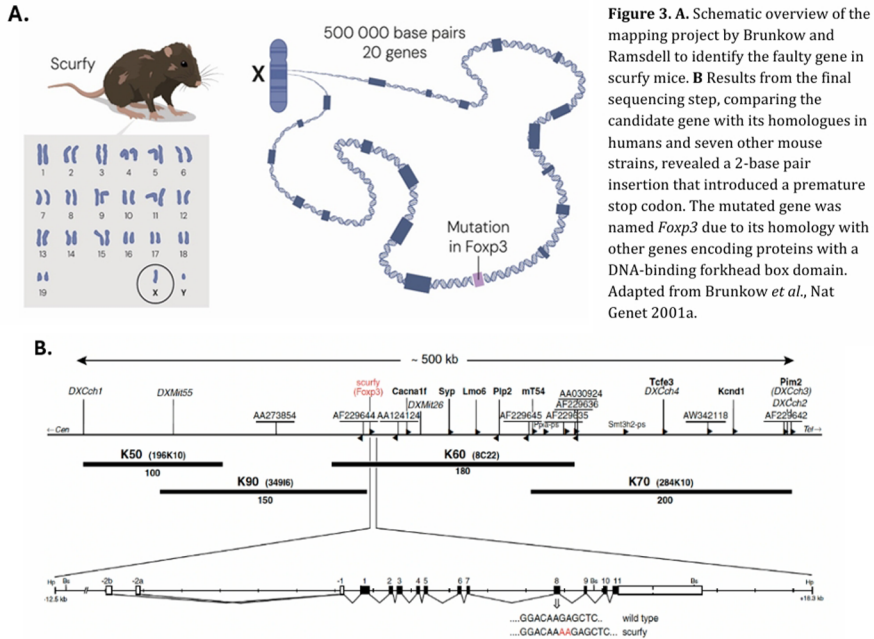 A.
Scurfy
1 2 3 4 5 6
7 8 9 10 11 12
13 14 15 16 17 18
19 X Y
X
500 000 base pairs
20 genes
Mutation
in Foxp3
Figure 3. A. Schematic overview of the
mapping project by Brunkow and
Ramsdell to identify the faulty gene in
scurfy mice. B Results from the final
sequencing step, comparing the
candidate gene with its homologues in
humans and seven other mouse
strains, revealed a 2-base pair
insertion that introduced a premature
stop codon. The mutated gene was
named Foxp3 due to its homology with
other genes encoding proteins with a
DNA-binding forkhead box domain.
Adapted from Brunkow et al., Nat
Genet 2001a.
B.
~ 500 kb
DXCch1
DXMit55
AA273854
scurfy
(Foxp3)
AF229644
AA124124
Cacna1f
DXMit26
Syp
Lmo6
Plp2
mT54
AF229645
AA030924
AF229636
AF229635
Smt3h2-ps
Tcfe3
DXCch4
AW342118
Kcnd1
Pim2
(DXCch3)
DXCch2
←Cen
Tel→
K50 (196K10)
100
K90 (349I6)
150
K60 (8C22)
180
K70 (284K10)
200
Hp Bs -2b -2a -1 1 2 3 4 5 6 7 8 9 Bs 10 11 Bs Hp
-12.5 kb
+18.3 kb
....GGACAAGAGCTC.. wild type
....GGACAAAAGAGCTC... scurfy